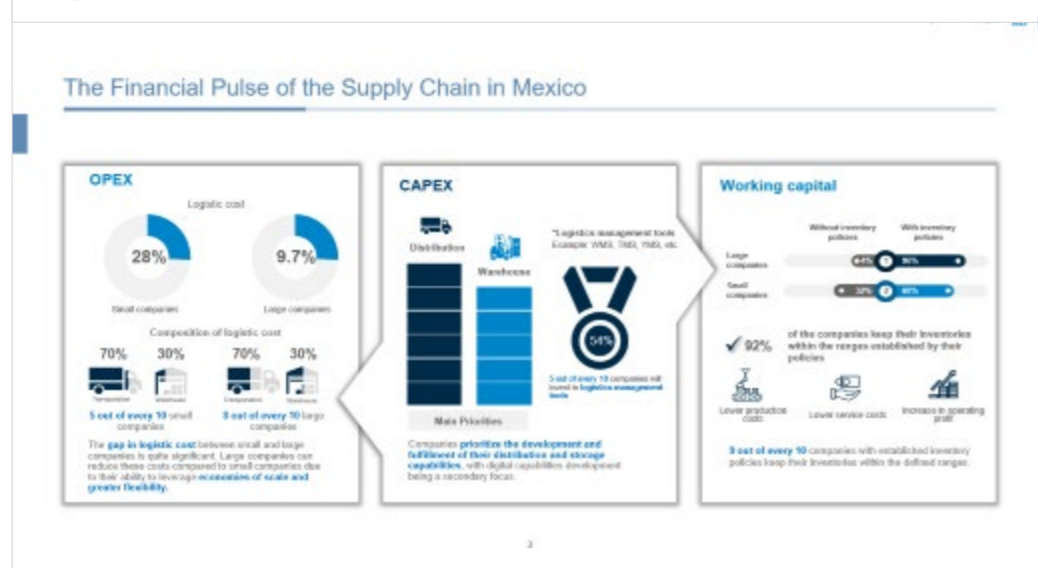 The Financial Pulse of the Supply Chain in Mexico
OPEX
Logistic cost
28%
9.7%
Small companies
Large companies
Composition of logistic cost
70%
30%
70%
30%
Transportation
Warehouse
Transportation
Warehouse
5 out of every 10 small
companies
8 out of every 10 large
companies
The gap in logistic cost between small and large
companies is quite significant. Large companies can
reduce these costs compared to small companies due
to their ability to leverage economies of scale and
greater flexibility.
CAPEX
Distribution
Warehouse
Main Priorities
*Logistics management tools
Example: WMS, TMS, YMS, etc.
54%
5 out of every 10 companies will
invest in logistics management
tools
Companies prioritize the development and
fulfillment of their distribution and storage
capabilities, with digital capabilities development
being a secondary focus.
Working capital
Without inventory
policies
With inventory
policies
Large
companies
1
96%
Small
companies
32%
2
92%
of the companies keep their inventories
within the ranges established by their
policies
Lower production
costs
Lower service costs
Increase in operating
profit
9 out of every 10 companies with established inventory
policies keep their inventories within the defined ranges.
3